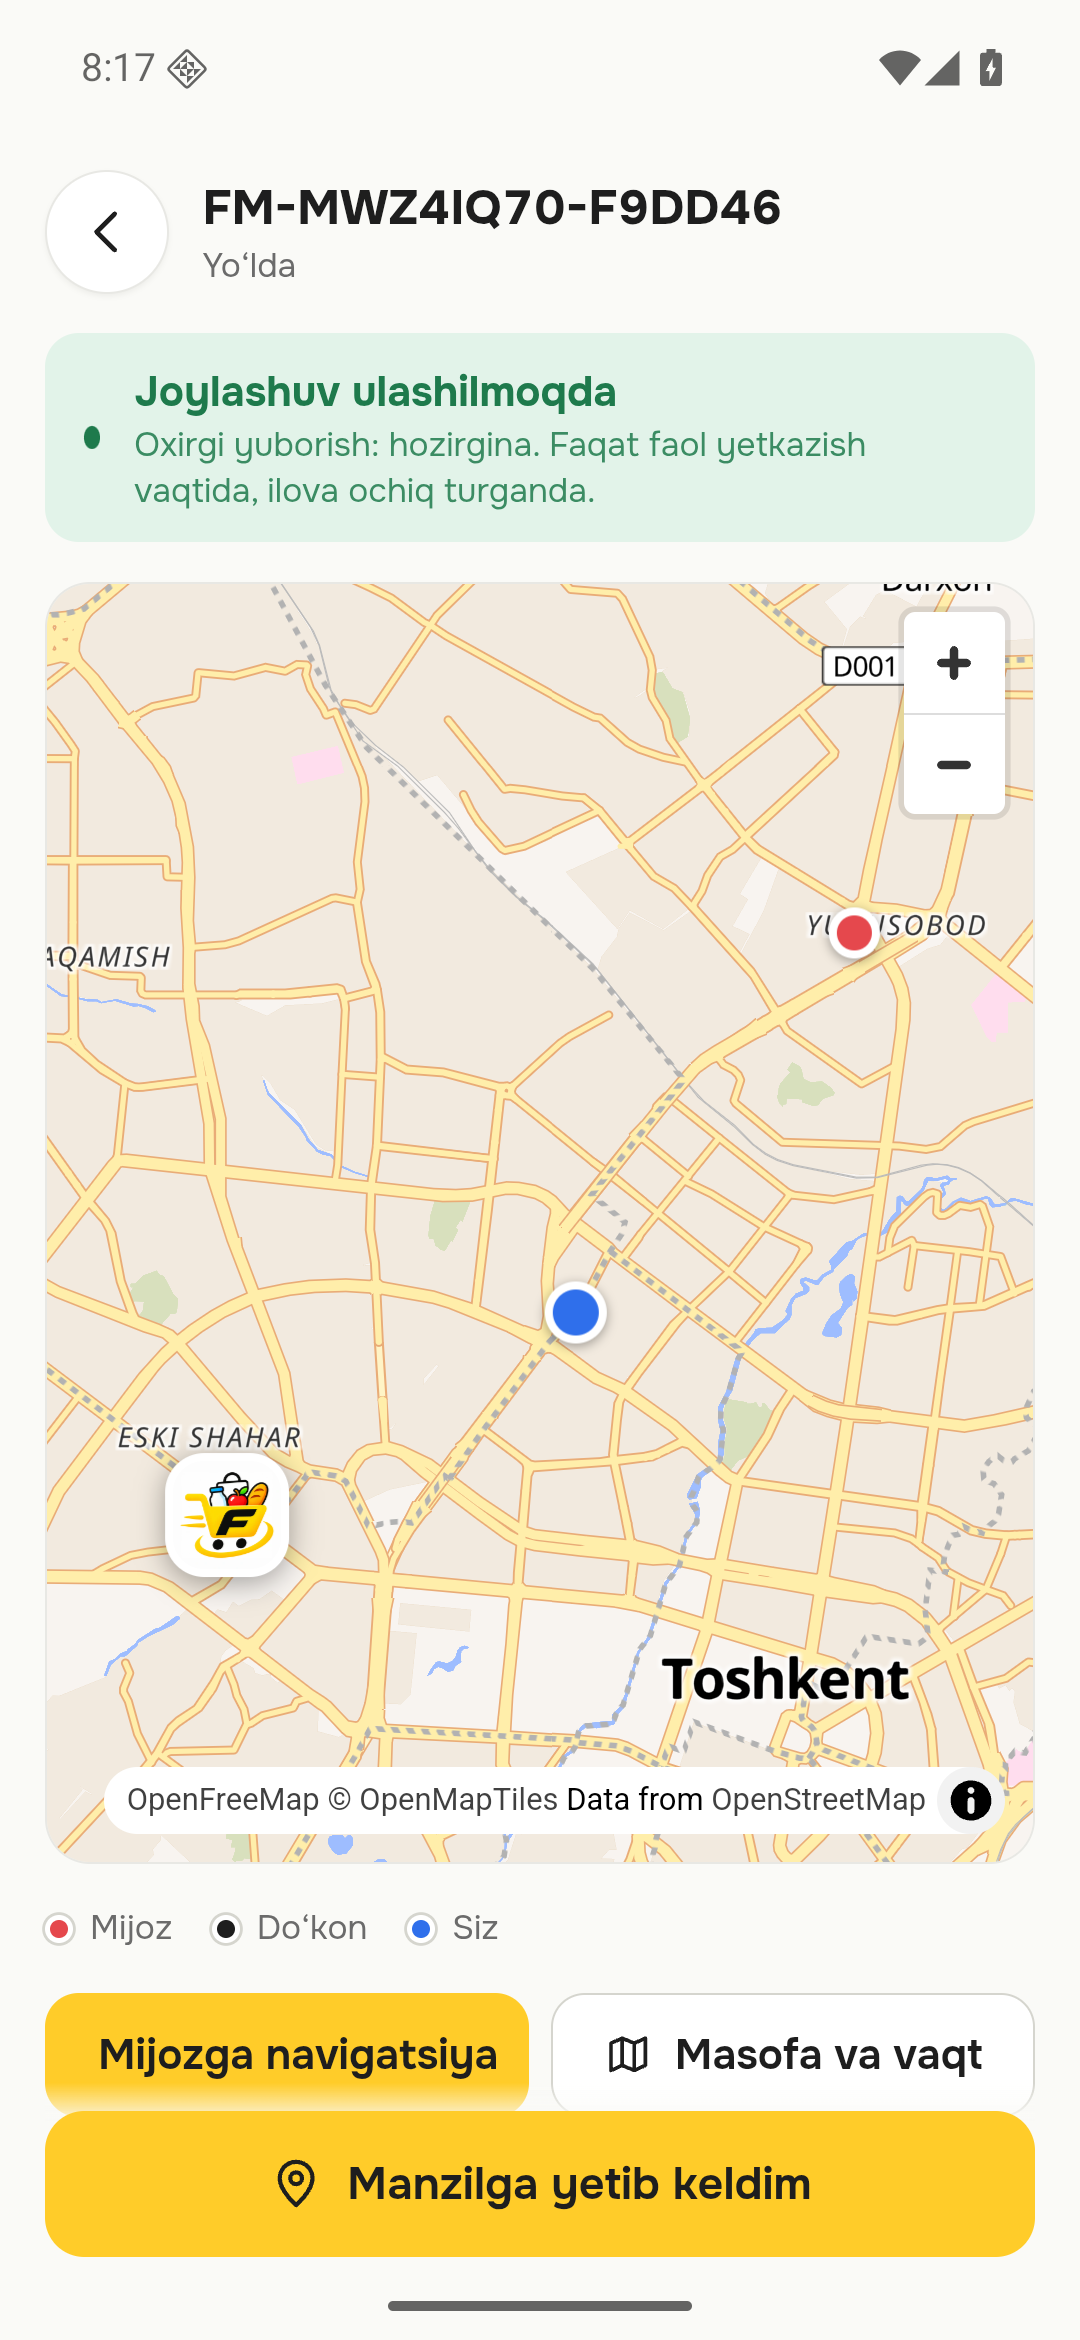 8:17
FM-MWZ4IQ70-F9DD46
Yo‘lda
Joylashuv ulashilmoqda
Oxirgi yuborish: hozirgina. Faqat faol yetkazish
vaqtida, ilova ochiq turganda.
D001
AQAMISH
ESKI SHAHAR
F
Toshkent
OpenFreeMap © OpenMapTiles Data from OpenStreetMap
Mijoz
Do‘kon
Siz
Mijozga navigatsiya
Masofa va vaqt
Manzilga yetib keldim